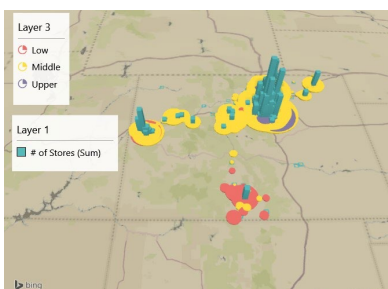 Layer 3
Low
Middle
Upper
Layer 1
# of Stores (Sum)
bing